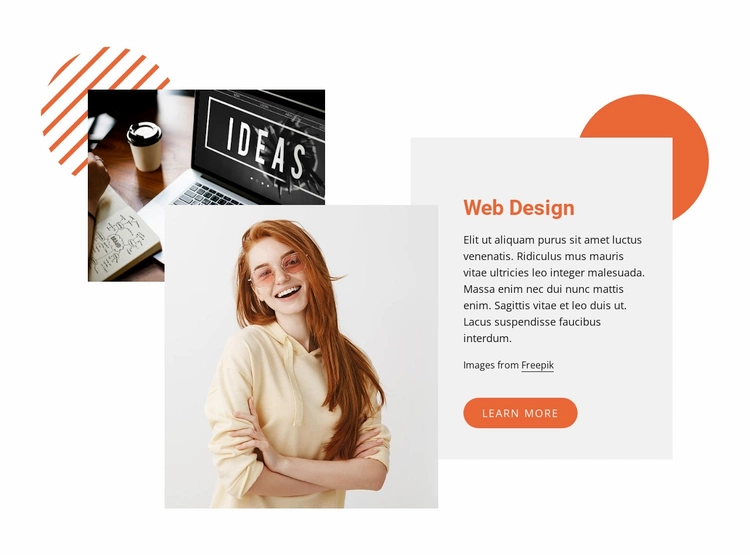 IDEAS
Web Design
Elit ut aliquam purus sit amet luctus
venenatis. Ridiculus mus mauris
vitae ultricies leo integer malesuada.
Massa enim nec dui nunc mattis
enim. Sagittis vitae et leo duis ut.
Lacus suspendisse faucibus
interdum.
Images from Freepik
LEARN MORE